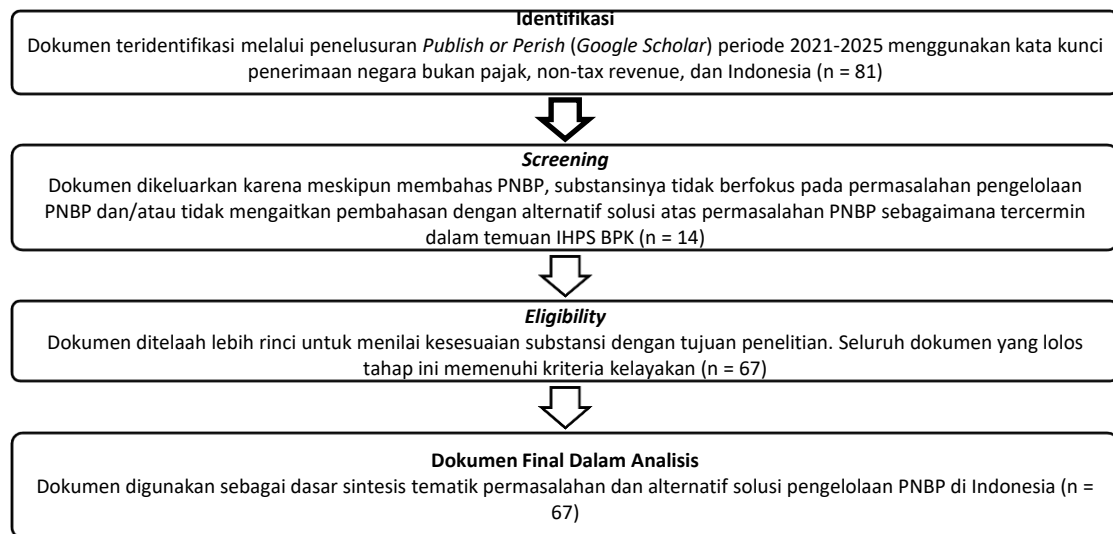 Identifikasi
Dokumen teridentifikasi melalui penelusuran Publish or Perish (Google Scholar) periode 2021-2025 menggunakan kata kunci
penerimaan negara bukan pajak, non-tax revenue, dan Indonesia (n = 81)
Screening
Dokumen dikeluarkan karena meskipun membahas PNBP, substansinya tidak berfokus pada permasalahan pengelolaan
PNBP dan/atau tidak mengaitkan pembahasan dengan alternatif solusi atas permasalahan PNBP sebagaimana tercermin
dalam temuan IHPS BPK (n = 14)
Eligibility
Dokumen ditelaah lebih rinci untuk menilai kesesuaian substansi dengan tujuan penelitian. Seluruh dokumen yang lolos
tahap ini memenuhi kriteria kelayakan (n = 67)
Dokumen Final Dalam Analisis
Dokumen digunakan sebagai dasar sintesis tematik permasalahan dan alternatif solusi pengelolaan PNBP di Indonesia (n =
67)